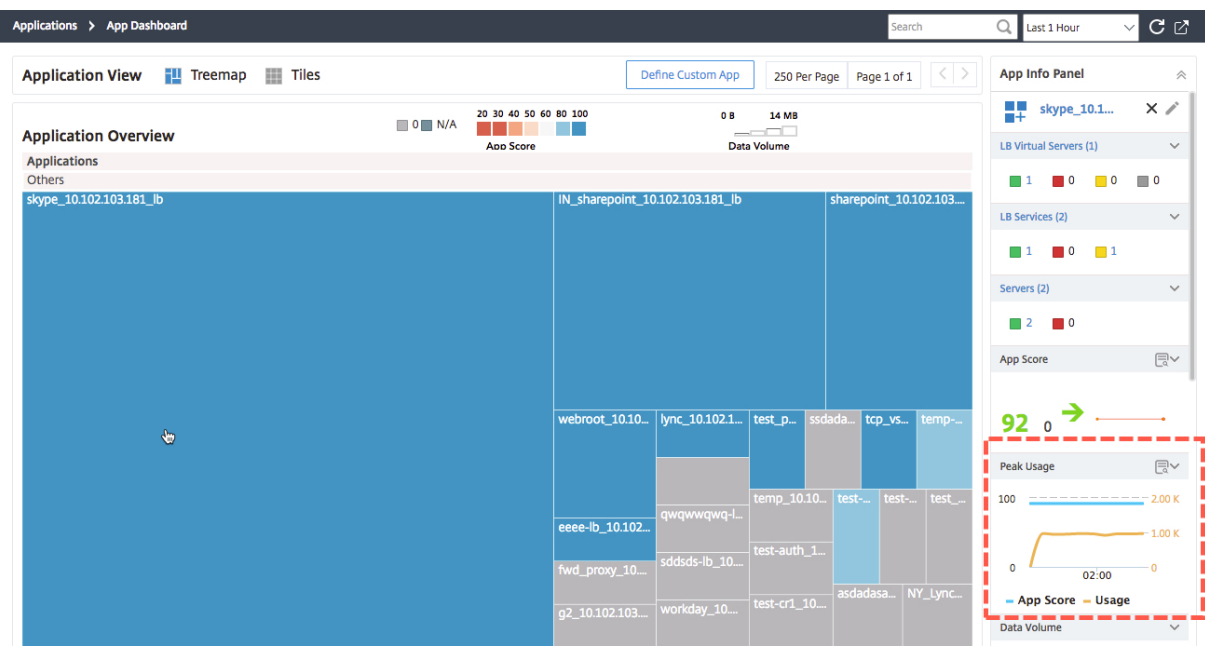 Applications > App Dashboard
Search
Last 1 Hour
Application View Treemap Tiles
Define Custom App
250 Per Page
Page 1 of 1
Application Overview
0 N/A
20 30 40 50 60 80 100
App Score
0 B 14 MB
Data Volume
Applications
Others
skype_10.102.103.181_lb
IN_sharepoint_10.102.103.181_lb
sharepoint_10.102.103....
webroot_10.10...
lync_10.102.1...
test_p...
ssdada...
tcp_vs...
temp-...
temp_10.10...
test-...
test-...
test_...
qwqwwqwq-l...
eeee-lb_10.102...
test-auth_1...
sddsds-lb_10....
fwd_proxy_10....
asdadasa...
NY_Lync...
test-cr1_10....
workday_10....
g2_10.102.103....
App Info Panel
skype_10.1...
LB Virtual Servers (1)
1 0 0 0
LB Services (2)
1 0 1
Servers (2)
2 0
App Score
92 0
Peak Usage
100 2.00 K
1.00 K
0 0
02:00
App Score Usage
Data Volume